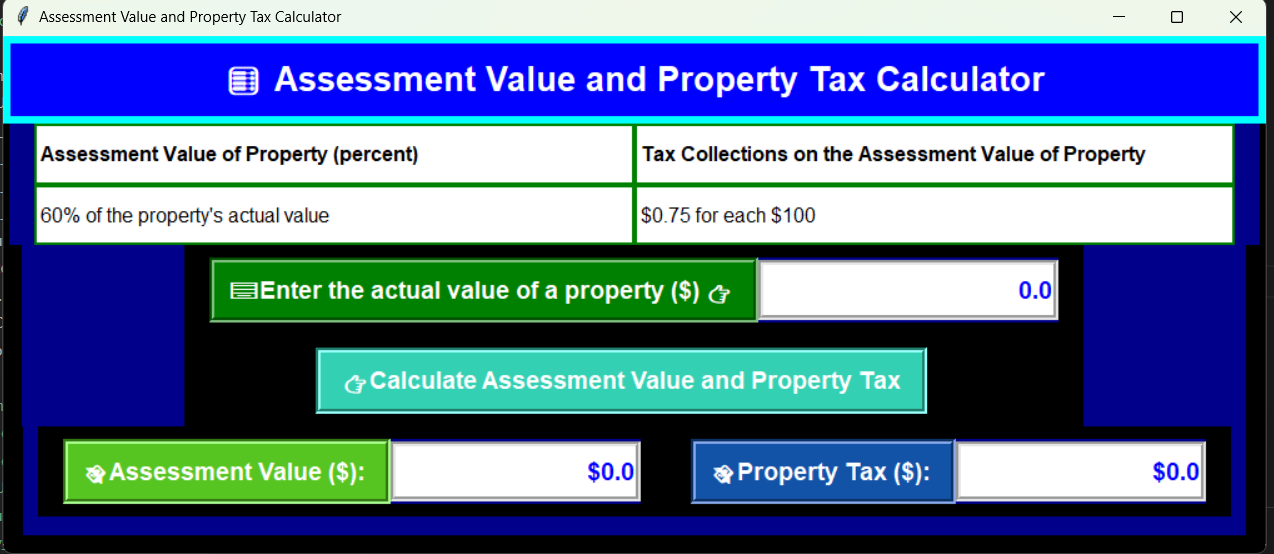 Assessment Value and Property Tax Calculator
Assessment Value and Property Tax Calculator
Assessment Value of Property (percent)
Tax Collections on the Assessment Value of Property
60% of the property's actual value
$0.75 for each $100
Enter the actual value of a property ($)
0.0
Calculate Assessment Value and Property Tax
Assessment Value ($):
$0.0
Property Tax ($):
$0.0